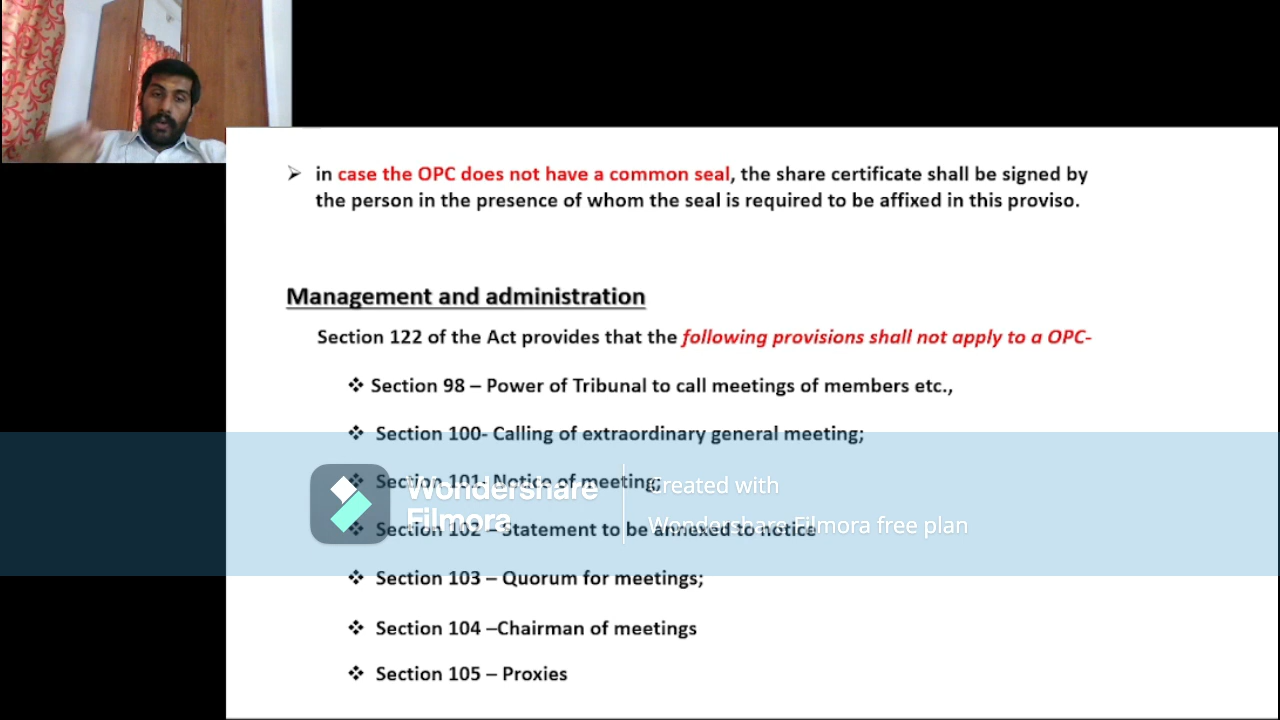 ➢ in case the OPC does not have a common seal, the share certificate shall be signed by
the person in the presence of whom the seal is required to be affixed in this proviso.
Management and administration
Section 122 of the Act provides that the following provisions shall not apply to a OPC-
❖ Section 98 – Power of Tribunal to call meetings of members etc.,
❖ Section 100- Calling of extraordinary general meeting;
❖ Section 101- Notice of meeting;
❖ Section 102 – Statement to be annexed to notice
❖ Section 103 – Quorum for meetings;
❖ Section 104 –Chairman of meetings
❖ Section 105 – Proxies
Wondershare
Filmora
Created with
Wondershare Filmora free plan